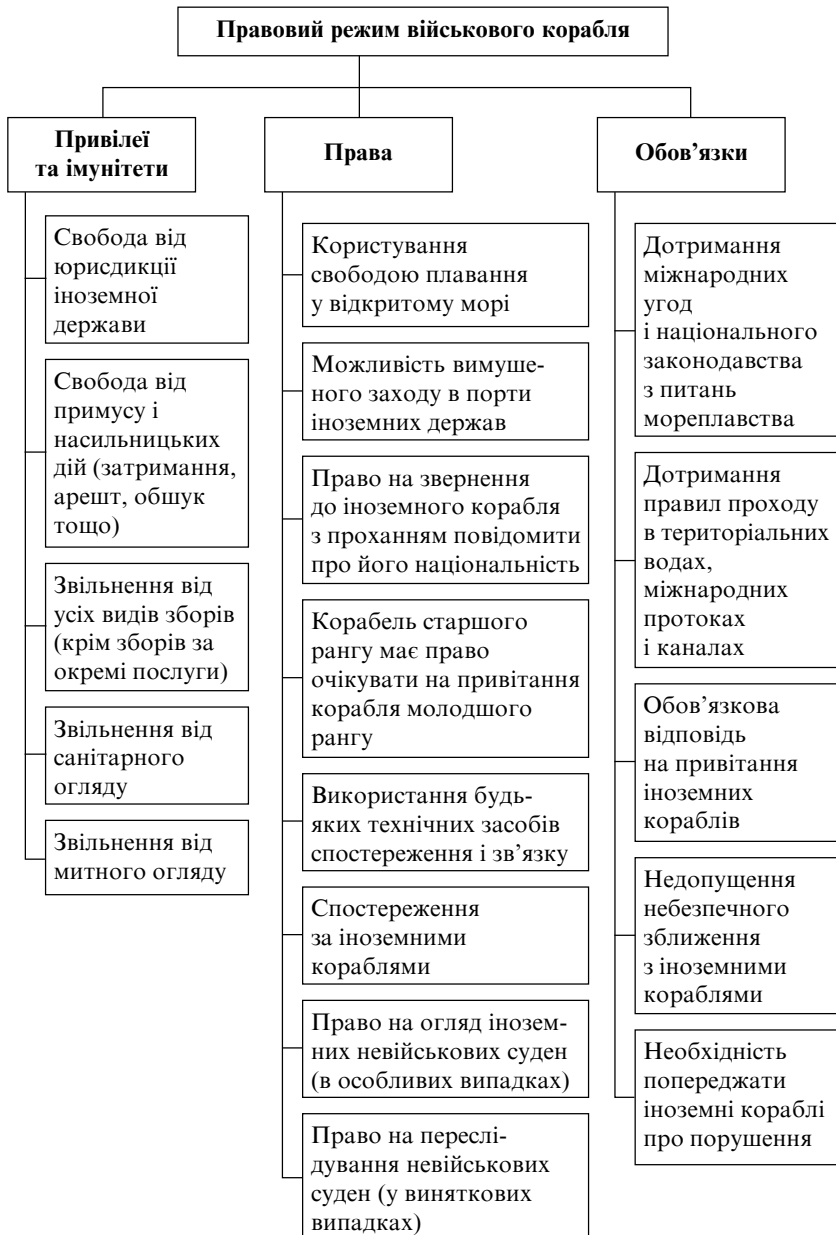 Правовий режим військового корабля
Привілеї
та імунітети
Свобода від
юрисдикції
іноземної
держави
Свобода від
примусу і
насильницьких
дій (затримання,
арешт, обшук
тощо)
Звільнення від
усіх видів зборів
(крім зборів за
окремі послуги)
Звільнення від
санітарного
огляду
Звільнення від
митного огляду
Права
Користування
свободою плавання
у відкритому морі
Можливість вимуше-
ного заходу в порти
іноземних держав
Право на звернення
до іноземного корабля
з проханням повідомити
про його національність
Корабель старшого
рангу має право
очікувати на привітання
корабля молодшого
рангу
Використання будь-
яких технічних засобів
спостереження і зв’язку
Спостереження
за іноземними
кораблями
Право на огляд інозем-
них невійськових суден
(в особливих випадках)
Право на переслі-
дування невійськових
суден (у виняткових
випадках)
Обов’язки
Дотримання
міжнародних
угод
і національного
законодавства
з питань
мореплавства
Дотримання
правил проходу
в територіальних
водах,
міжнародних
протоках
і каналах
Обов’язкова
відповідь
на привітання
іноземних
кораблів
Недопущення
небезпечного
зближення
з іноземними
кораблями
Необхідність
попереджати
іноземні кораблі
про порушення